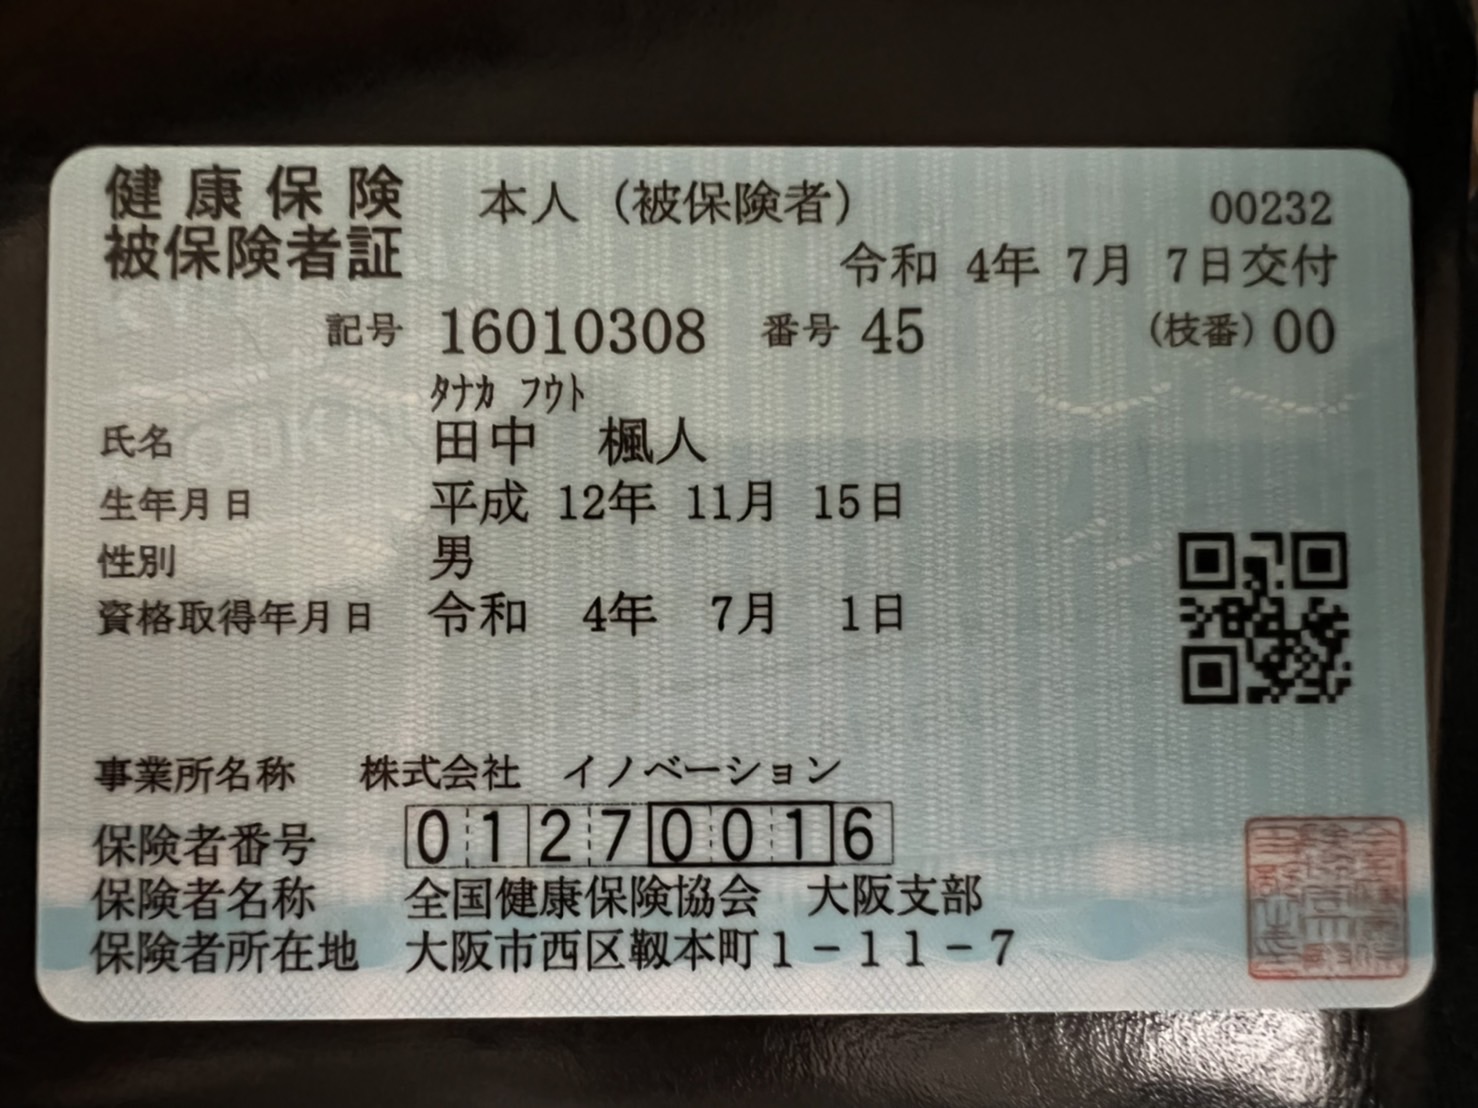 健康保険 本人（被保険者） 00232
被保険者証 令和 4年 7月 7日交付
記号 16010308 番号 45 （枝番）00
ﾀﾅｶ ﾌｳﾄ
氏名 田中 楓人
生年月日 平成 12年 11月 15日
性別 男
資格取得年月日 令和 4年 7月 1日
事業所名称 株式会社 イノベーション
保険者番号 01270016
保険者名称 全国健康保険協会 大阪支部
保険者所在地 大阪市西区靱本町1－11－7